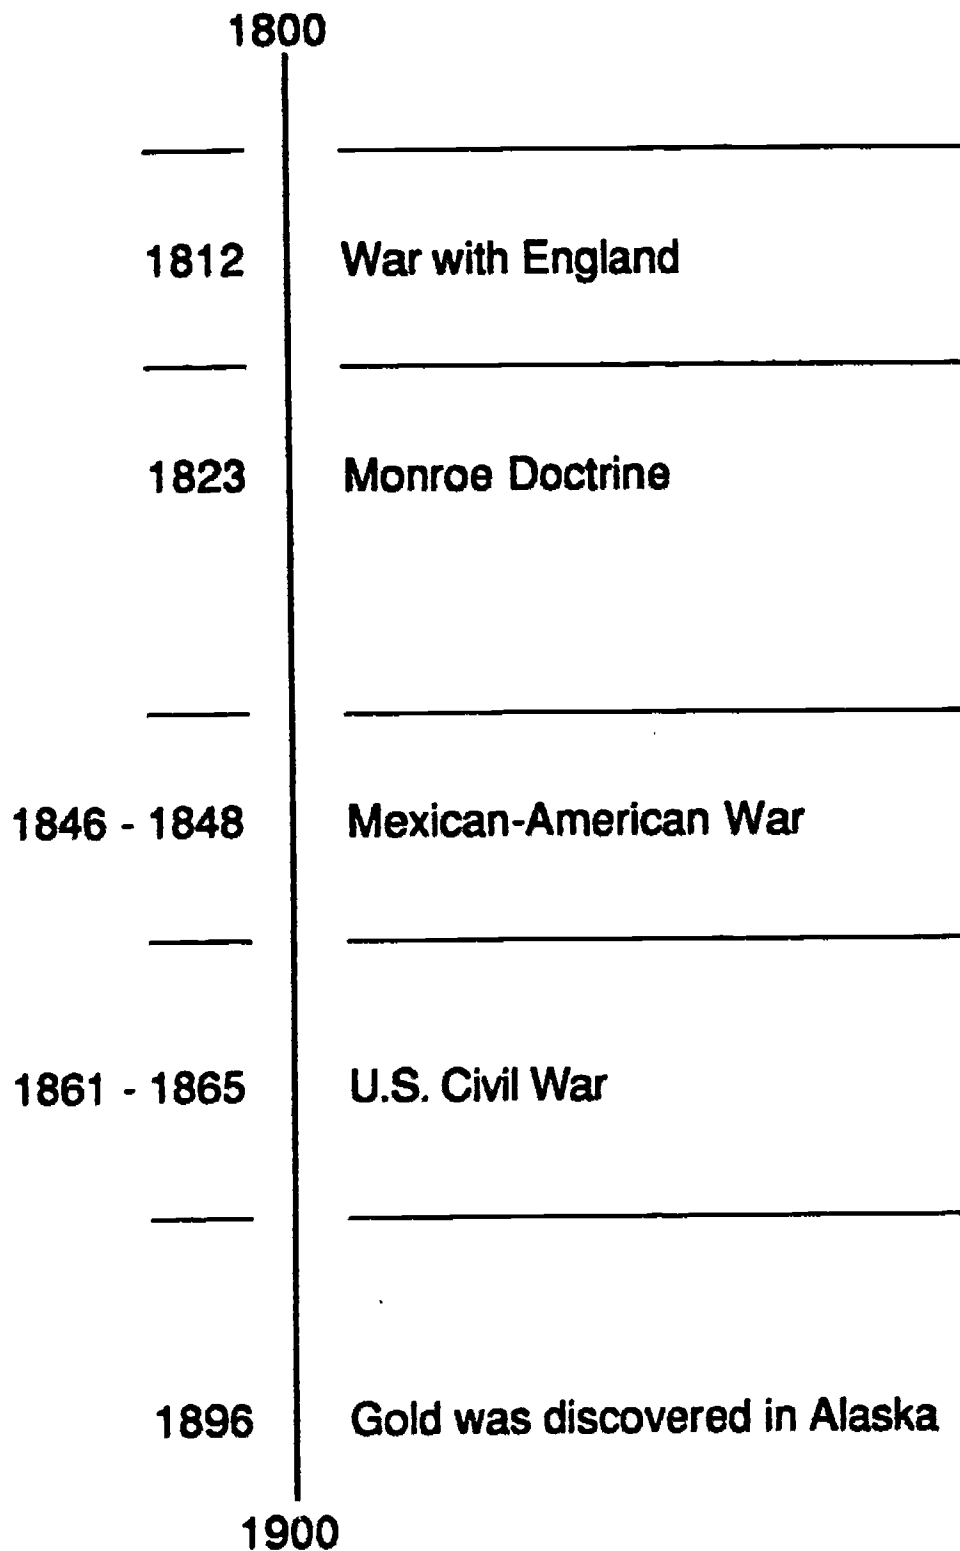 1800
1812 War with England
1823 Monroe Doctrine
1846 - 1848 Mexican-American War
1861 - 1865 U.S. Civil War
1896 Gold was discovered in Alaska
1900